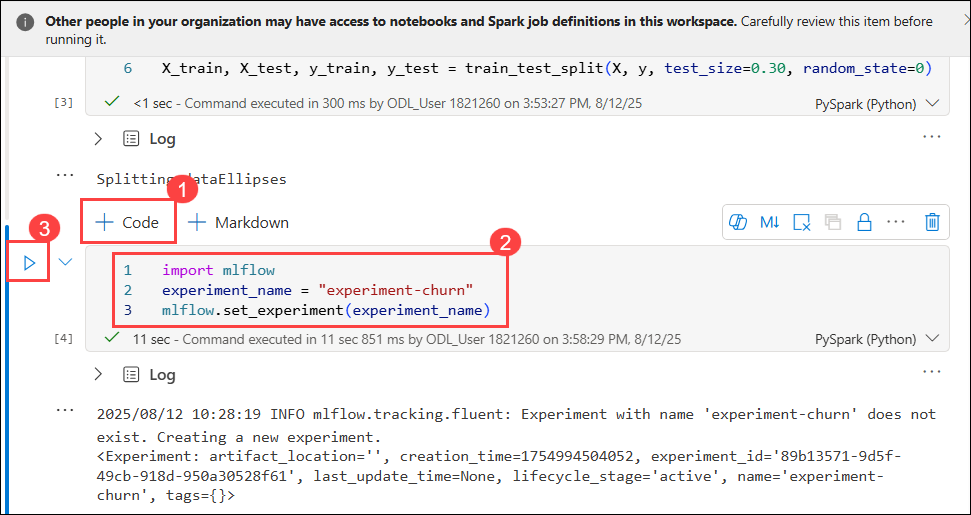 Other people in your organization may have access to notebooks and Spark job definitions in this workspace. Carefully review this item before
running it.
6 X_train, X_test, y_train, y_test = train_test_split(X, y, test_size=0.30, random_state=0)
[3] <1 sec - Command executed in 300 ms by ODL_User 1821260 on 3:53:27 PM, 8/12/25 PySpark (Python)
Log
Splitting dataEllipses
1
+ Code + Markdown M↓
3
2
1 import mlflow
2 experiment_name = "experiment-churn"
3 mlflow.set_experiment(experiment_name)
[4] 11 sec - Command executed in 11 sec 851 ms by ODL_User 1821260 on 3:58:29 PM, 8/12/25 PySpark (Python)
Log
2025/08/12 10:28:19 INFO mlflow.tracking.fluent: Experiment with name 'experiment-churn' does not
exist. Creating a new experiment.
<Experiment: artifact_location='', creation_time=1754994504052, experiment_id='89b13571-9d5f-
49cb-918d-950a30528f61', last_update_time=None, lifecycle_stage='active', name='experiment-
churn', tags={}>